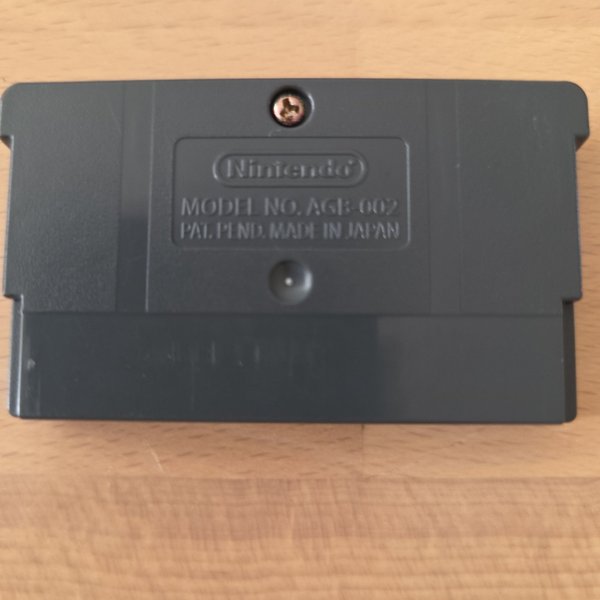 Nintendo®
MODEL NO. AGB-002
PAT. PEND. MADE IN JAPAN